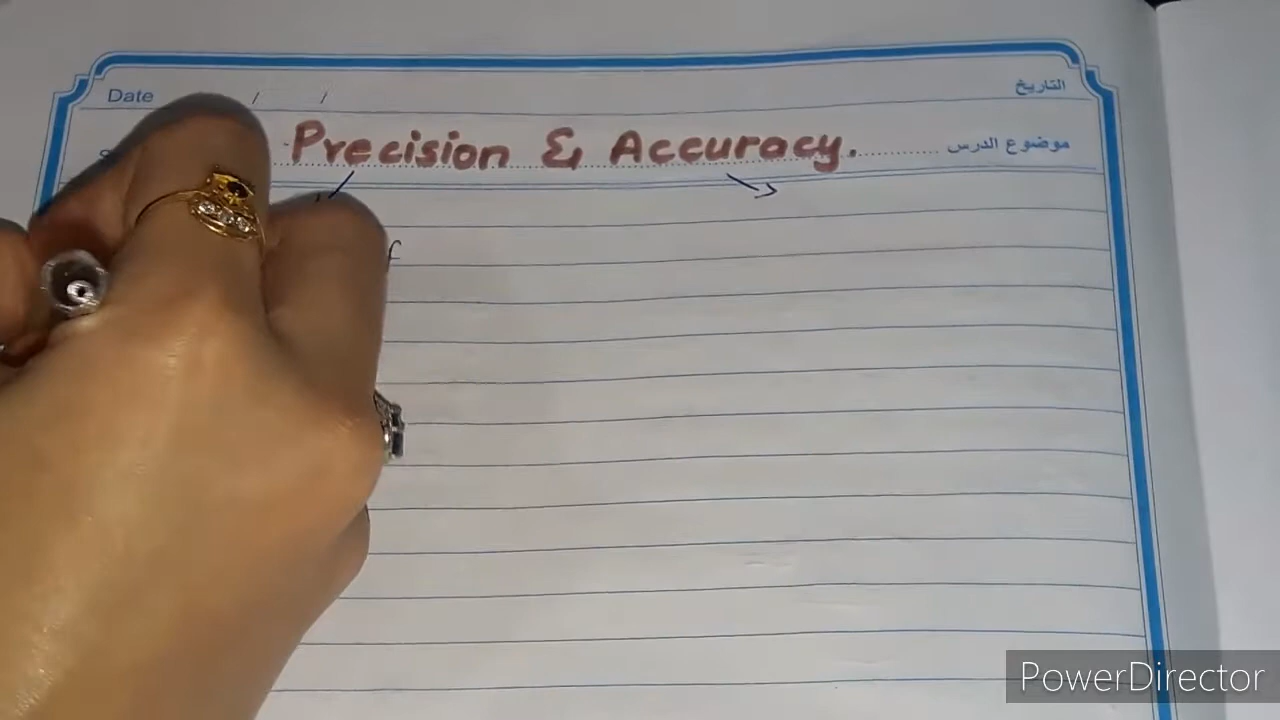 Date / / التاريخ
Precision & Accuracy. موضوع الدرس
f
PowerDirector